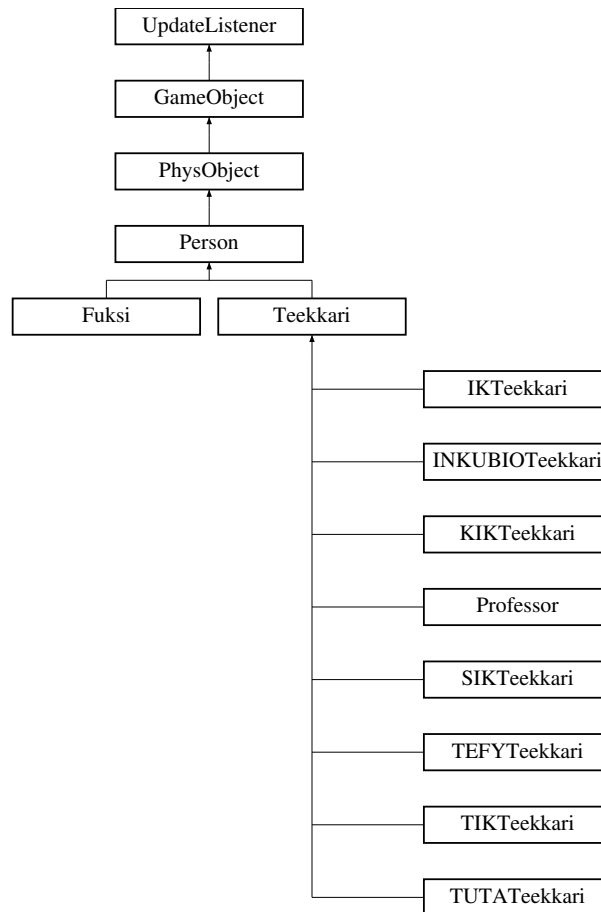 UpdateListener
GameObject
PhysObject
Person
Fuksi
Teekkari
IKTeekkari
INKUBIOTeekkari
KIKTeekkari
Professor
SIKTeekkari
TEFYTeekkari
TIKTeekkari
TUTATeekkari